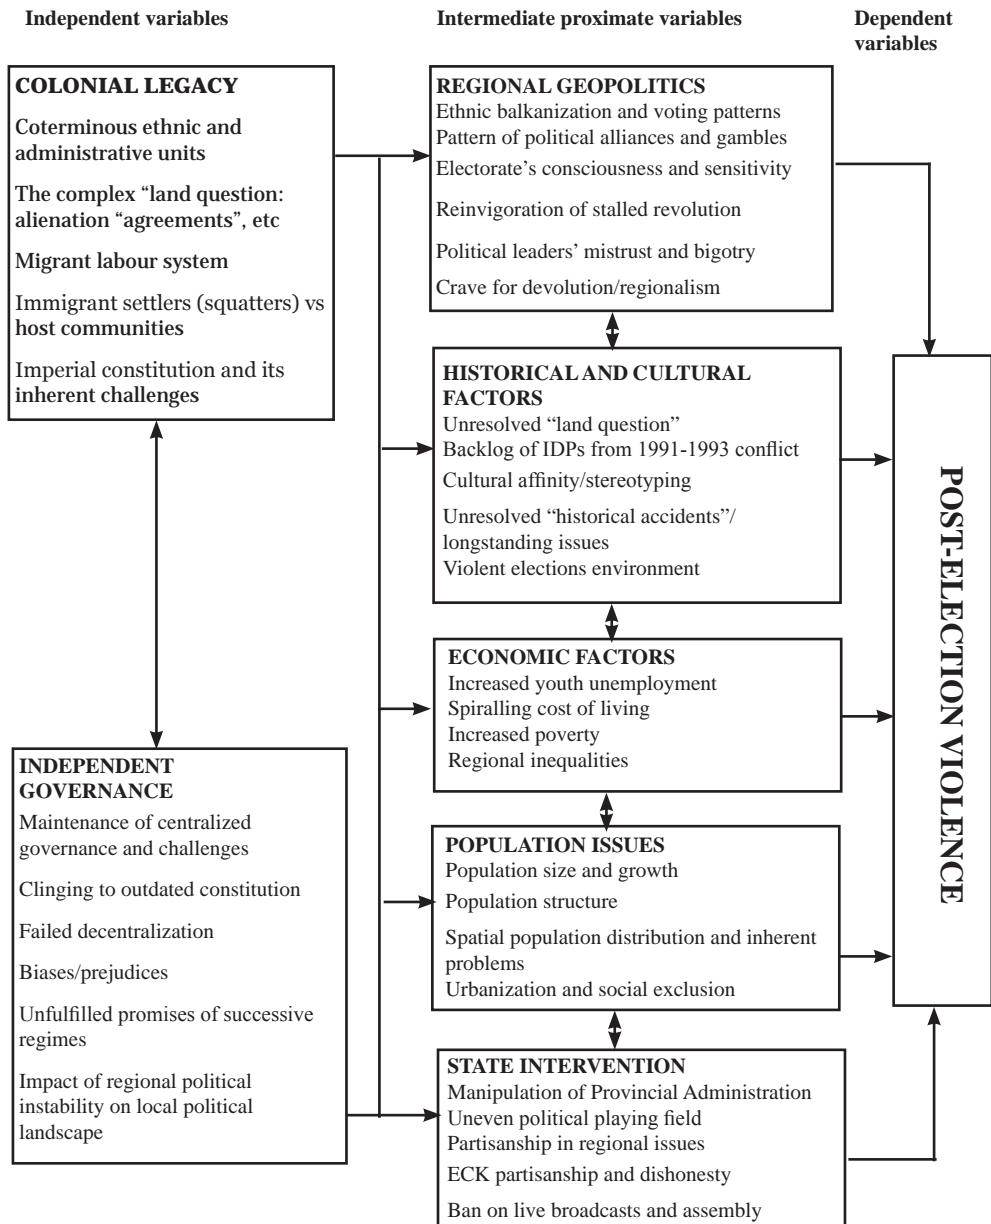 Independent variables
Intermediate proximate variables
Dependent
variables
COLONIAL LEGACY
Coterminous ethnic and
administrative units
The complex “land question:
alienation “agreements”, etc
Migrant labour system
Immigrant settlers (squatters) vs
host communities
Imperial constitution and its
inherent challenges
INDEPENDENT
GOVERNANCE
Maintenance of centralized
governance and challenges
Clinging to outdated constitution
Failed decentralization
Biases/prejudices
Unfulfilled promises of successive
regimes
Impact of regional political
instability on local political
landscape
REGIONAL GEOPOLITICS
Ethnic balkanization and voting patterns
Pattern of political alliances and gambles
Electorate’s consciousness and sensitivity
Reinvigoration of stalled revolution
Political leaders’ mistrust and bigotry
Crave for devolution/regionalism
HISTORICAL AND CULTURAL
FACTORS
Unresolved “land question”
Backlog of IDPs from 1991-1993 conflict
Cultural affinity/stereotyping
Unresolved “historical accidents”/
longstanding issues
Violent elections environment
ECONOMIC FACTORS
Increased youth unemployment
Spiralling cost of living
Increased poverty
Regional inequalities
POPULATION ISSUES
Population size and growth
Population structure
Spatial population distribution and inherent
problems
Urbanization and social exclusion
STATE INTERVENTION
Manipulation of Provincial Administration
Uneven political playing field
Partisanship in regional issues
ECK partisanship and dishonesty
Ban on live broadcasts and assembly
POST-ELECTION VIOLENCE